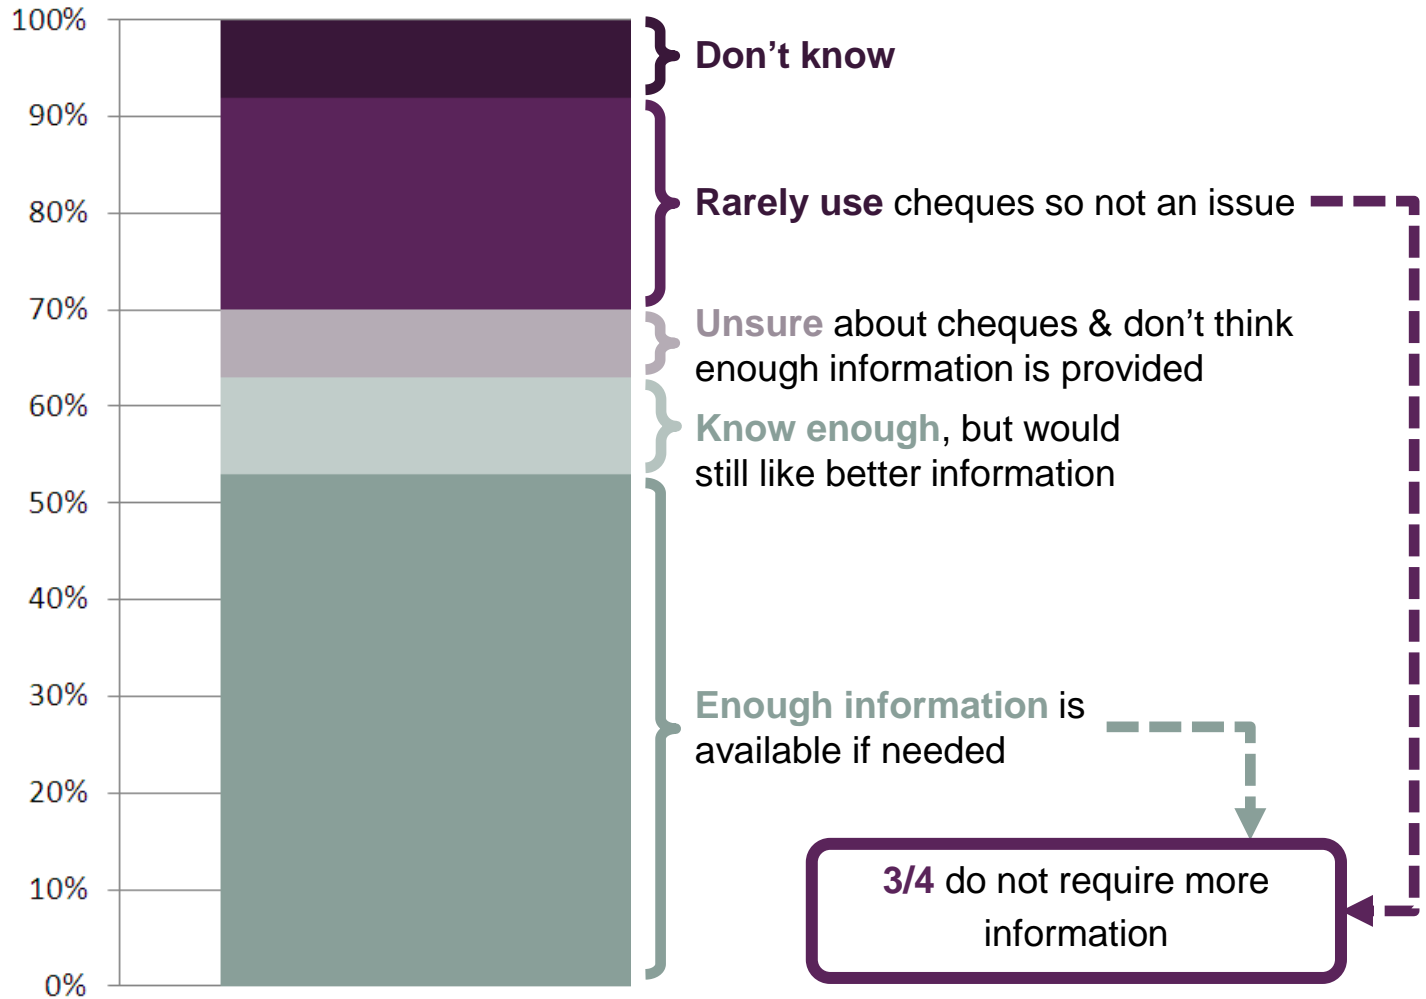 100%
Don't know
90%
80%
Rarely use cheques so not an issue
70%
Unsure about cheques & don't think
enough information is provided
60%
Know enough, but would
still like better information
50%
40%
30%
Enough information is
available if needed
20%
3/4 do not require more
information
10%
0%